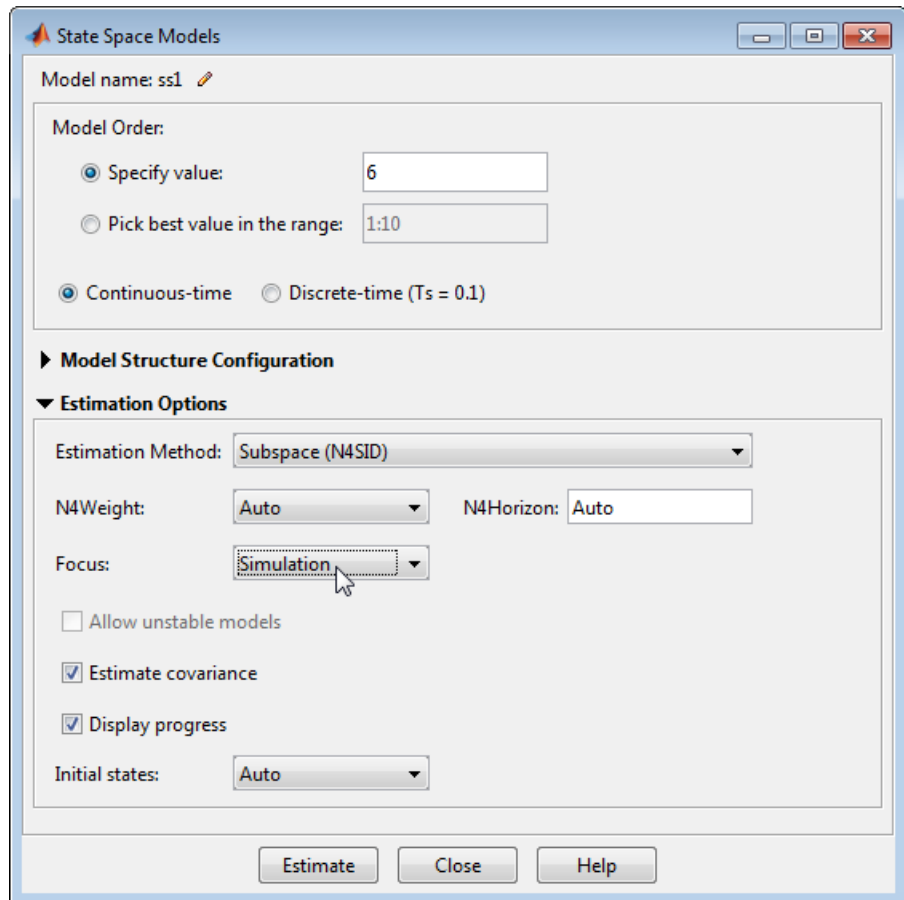 State Space Models
Model name: ss1
Model Order:
Specify value: 6
Pick best value in the range: 1:10
Continuous-time Discrete-time (Ts = 0.1)
Model Structure Configuration
Estimation Options
Estimation Method: Subspace (N4SID)
N4Weight: Auto N4Horizon: Auto
Focus: Simulation
Allow unstable models
Estimate covariance
Display progress
Initial states: Auto
Estimate Close Help